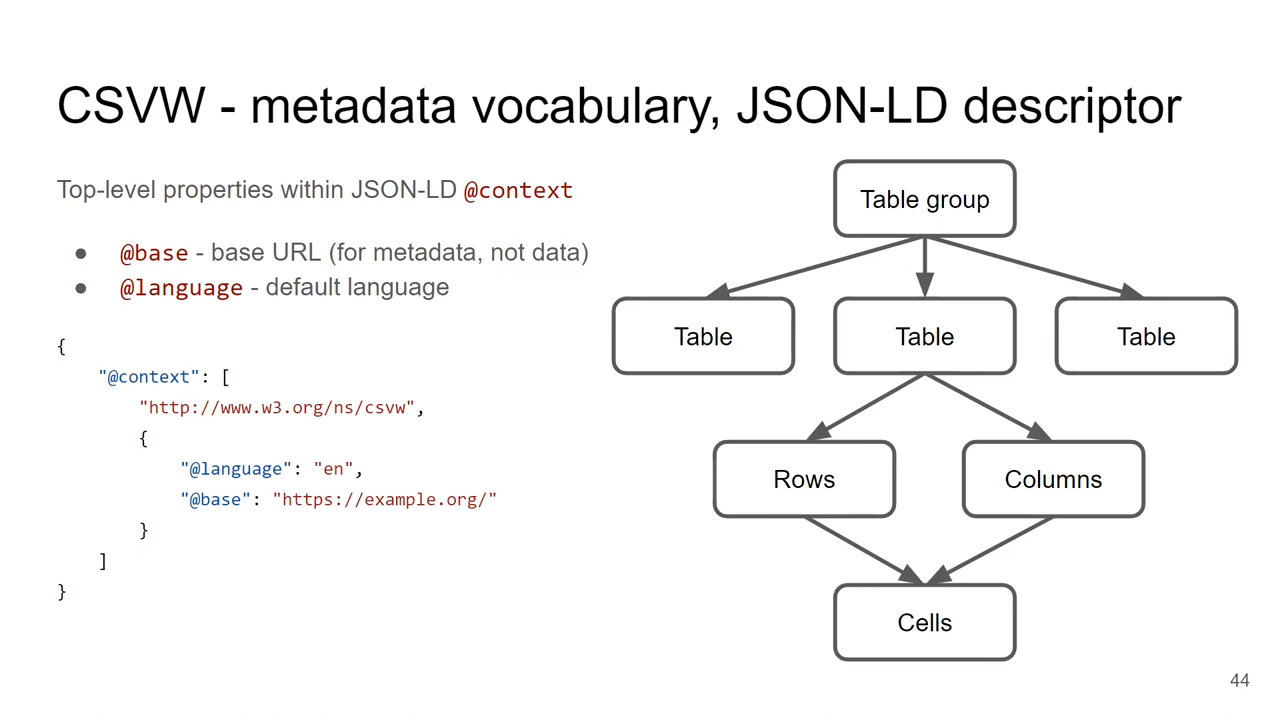 CSVW - metadata vocabulary, JSON-LD descriptor
Top-level properties within JSON-LD @context
● @base - base URL (for metadata, not data)
● @language - default language
{
    "@context": [
        "http://www.w3.org/ns/csvw",
        {
            "@language": "en",
            "@base": "https://example.org/"
        }
    ]
}
Table group
Table
Table
Table
Rows
Columns
Cells
44